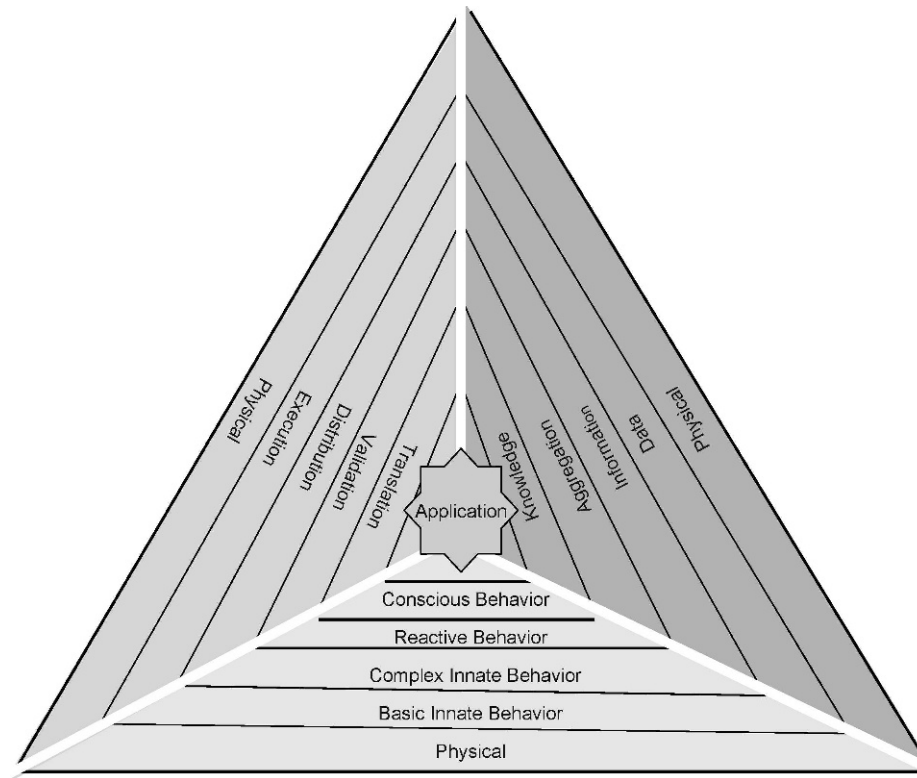 Physical
Execution
Distribution
Validation
Translation
Application
Knowledge
Aggregation
Information
Data
Physical
Conscious Behavior
Reactive Behavior
Complex Innate Behavior
Basic Innate Behavior
Physical